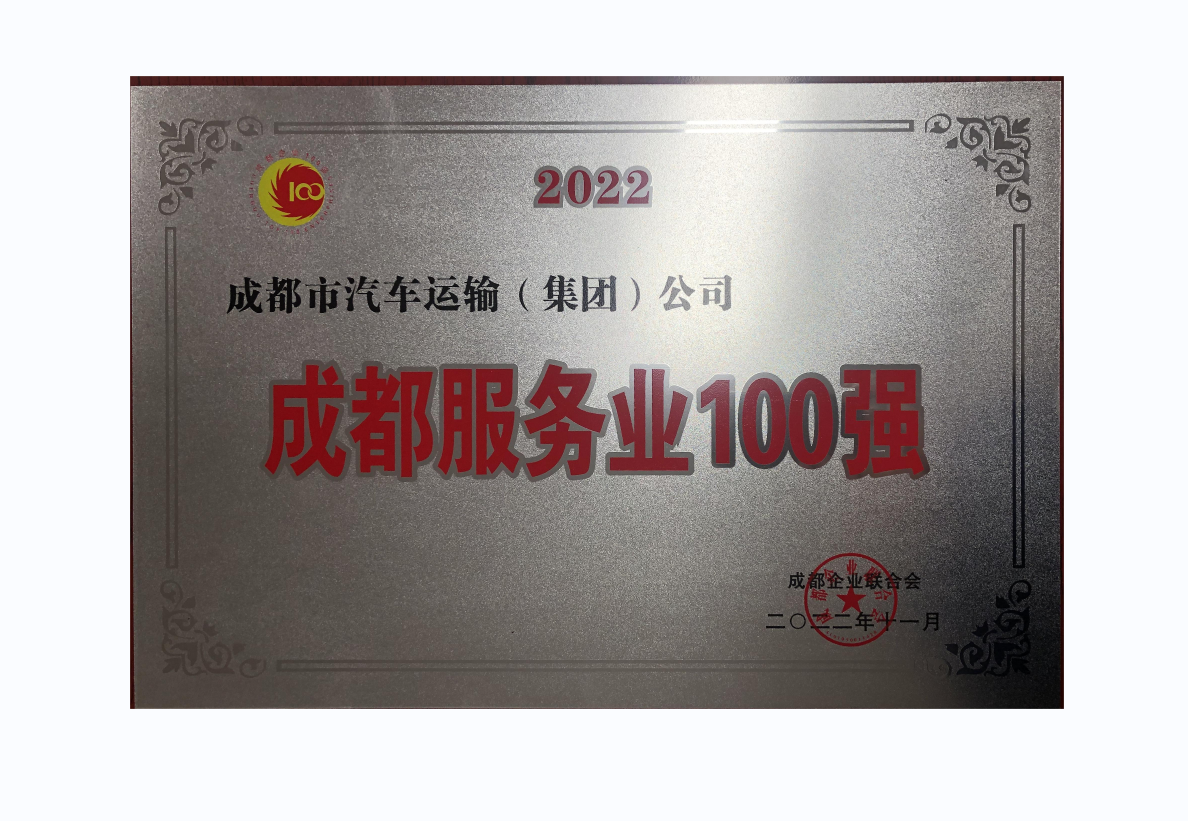 100
2022
成都市汽车运输（集团）公司
成都服务业100强
成都企业联合会
二〇二二年十一月